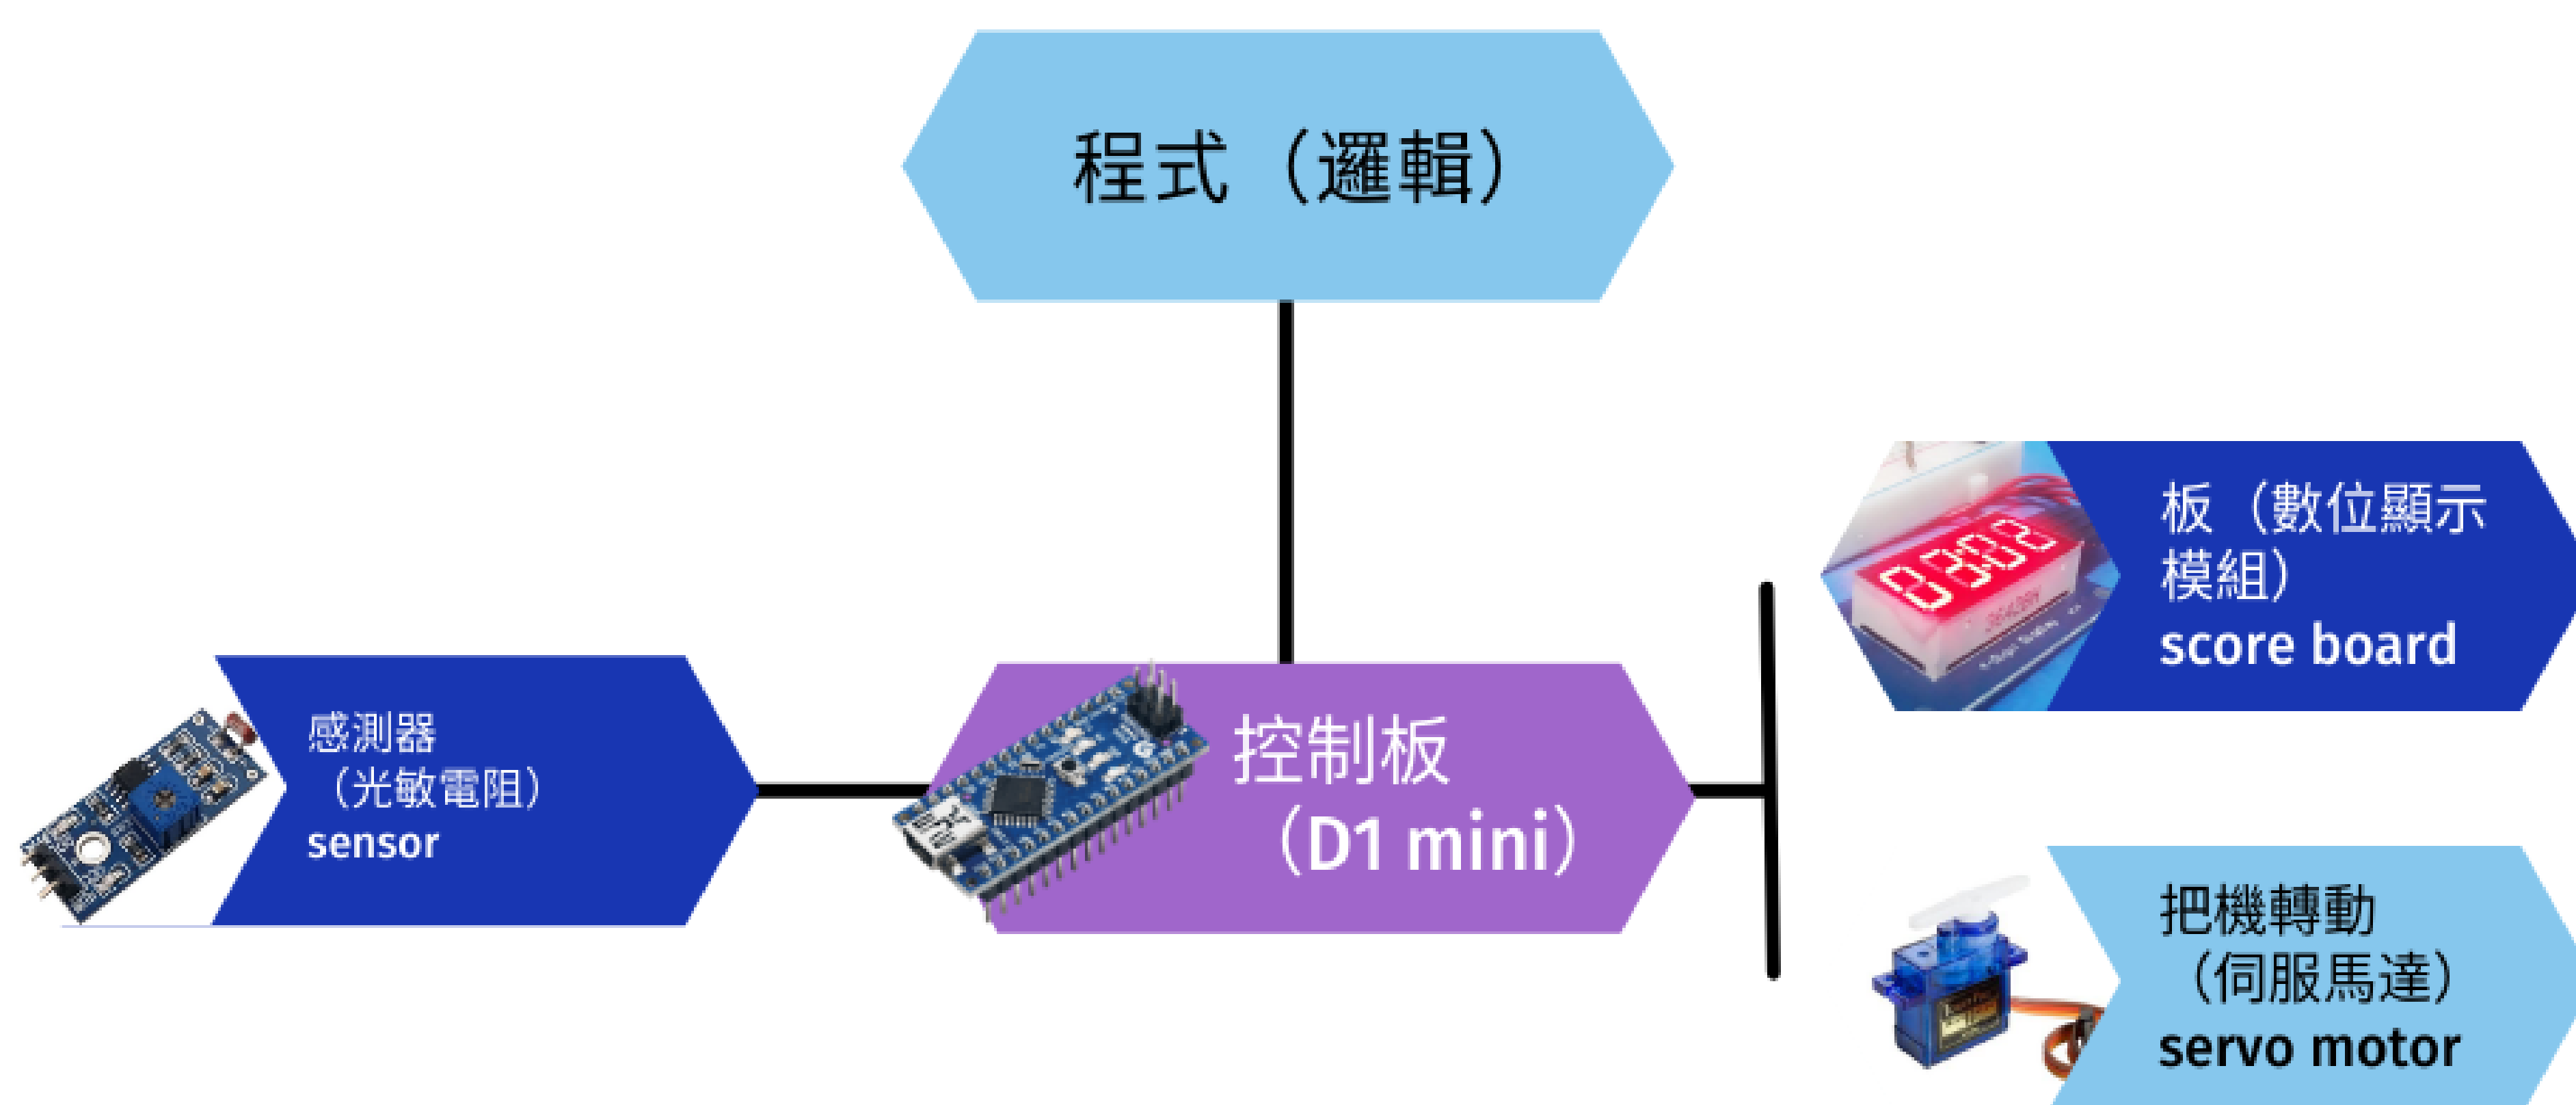 程式（邏輯）
板（數位顯示
模組）
score board
感測器
（光敏電阻）
sensor
控制板
（D1 mini）
把機轉動
（伺服馬達）
servo motor